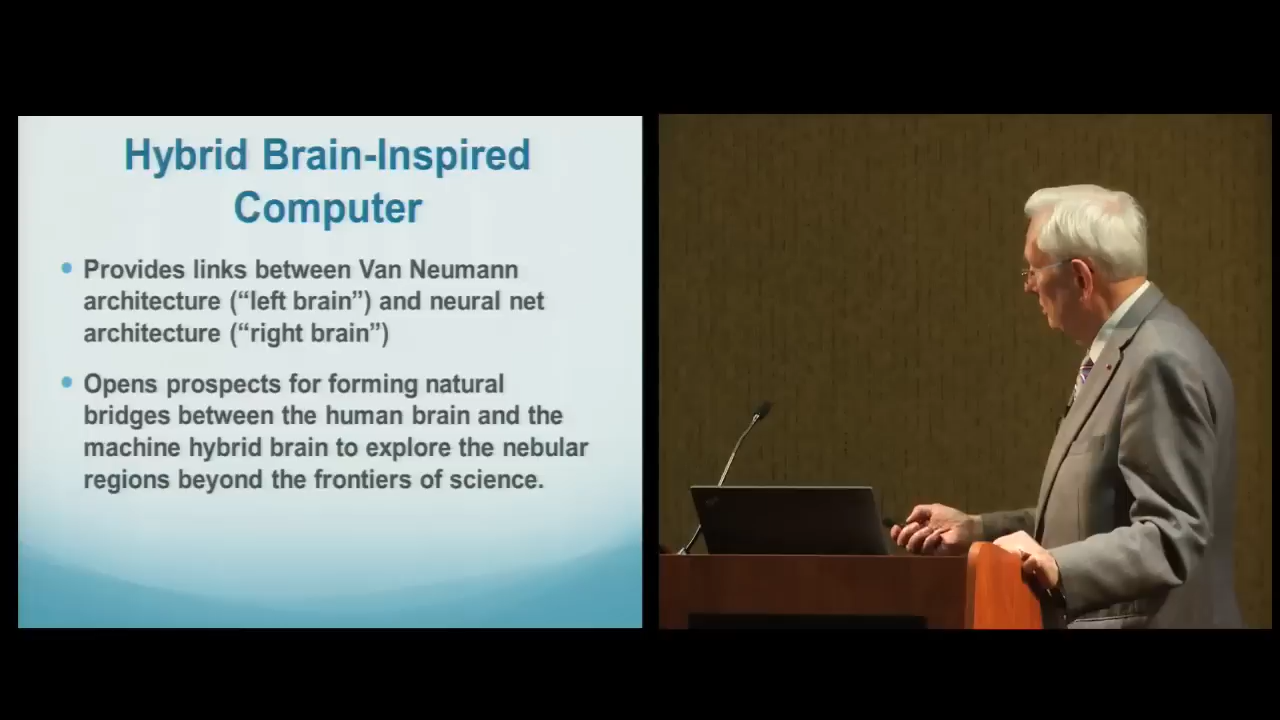 Hybrid Brain-Inspired
Computer
Provides links between Van Neumann
architecture (“left brain”) and neural net
architecture (“right brain”)
Opens prospects for forming natural
bridges between the human brain and the
machine hybrid brain to explore the nebular
regions beyond the frontiers of science.